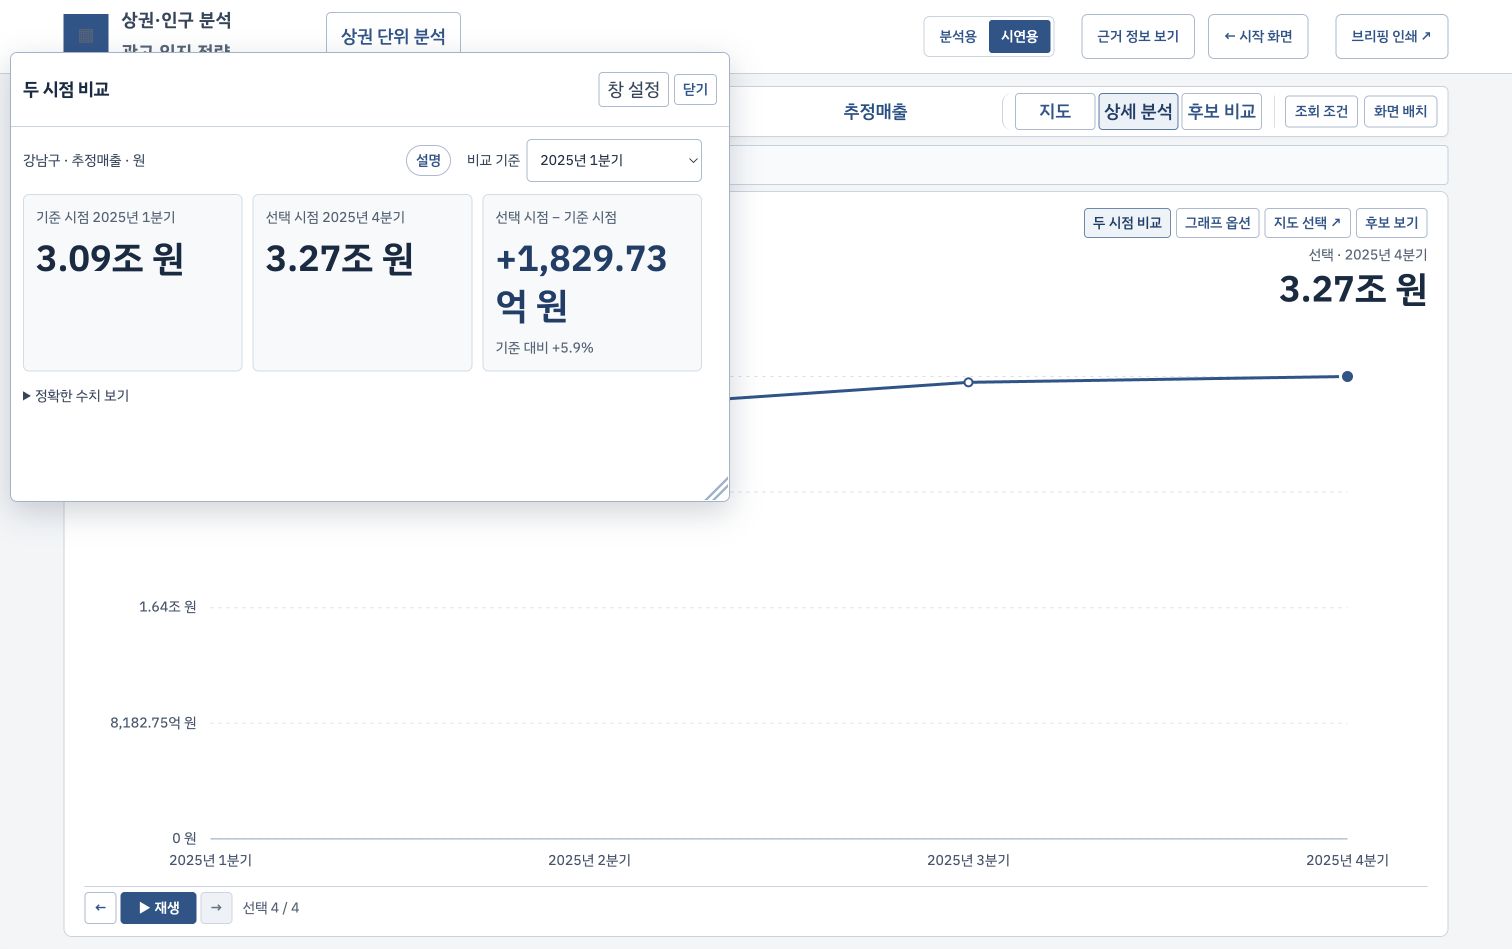 상권·인구 분석
광고 입지 전략
상권 단위 분석
분석용
시연용
근거 정보 보기
← 시작 화면
브리핑 인쇄 ↗
두 시점 비교
창 설정
닫기
추정매출
지도
상세 분석
후보 비교
조회 조건
화면 배치
강남구 · 추정매출 · 원
설명
비교 기준
2025년 1분기
기준 시점 2025년 1분기
3.09조 원
선택 시점 2025년 4분기
3.27조 원
선택 시점 − 기준 시점
+1,829.73
억 원
기준 대비 +5.9%
▶ 정확한 수치 보기
두 시점 비교
그래프 옵션
지도 선택 ↗
후보 보기
선택 · 2025년 4분기
3.27조 원
1.64조 원
8,182.75억 원
0 원
2025년 1분기
2025년 2분기
2025년 3분기
2025년 4분기
←
▶ 재생
→
선택 4 / 4